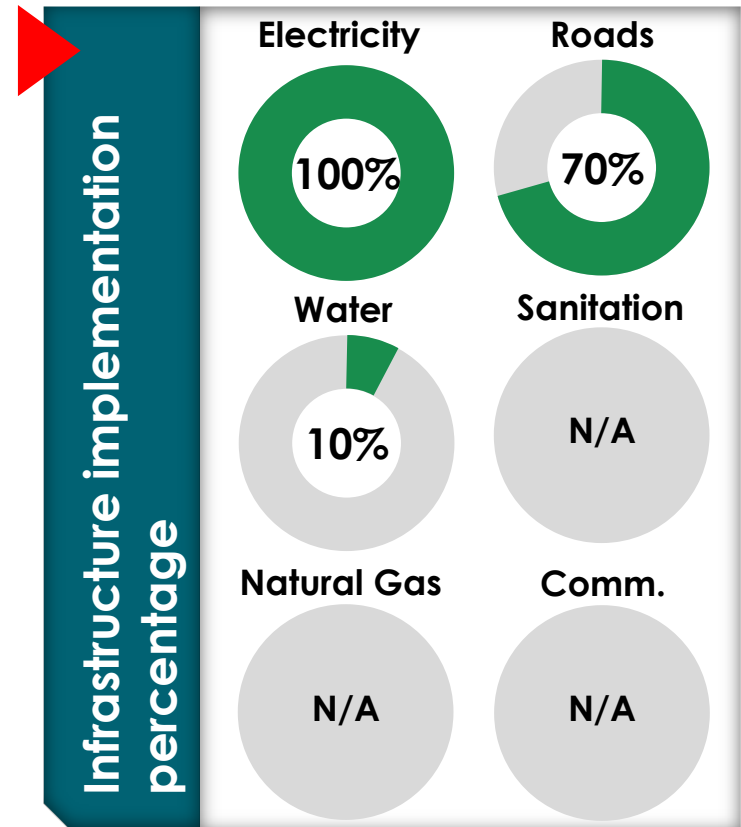 Infrastructure implementation
percentage
Electricity
100%
Roads
70%
Water
10%
Sanitation
N/A
Natural Gas
N/A
Comm.
N/A